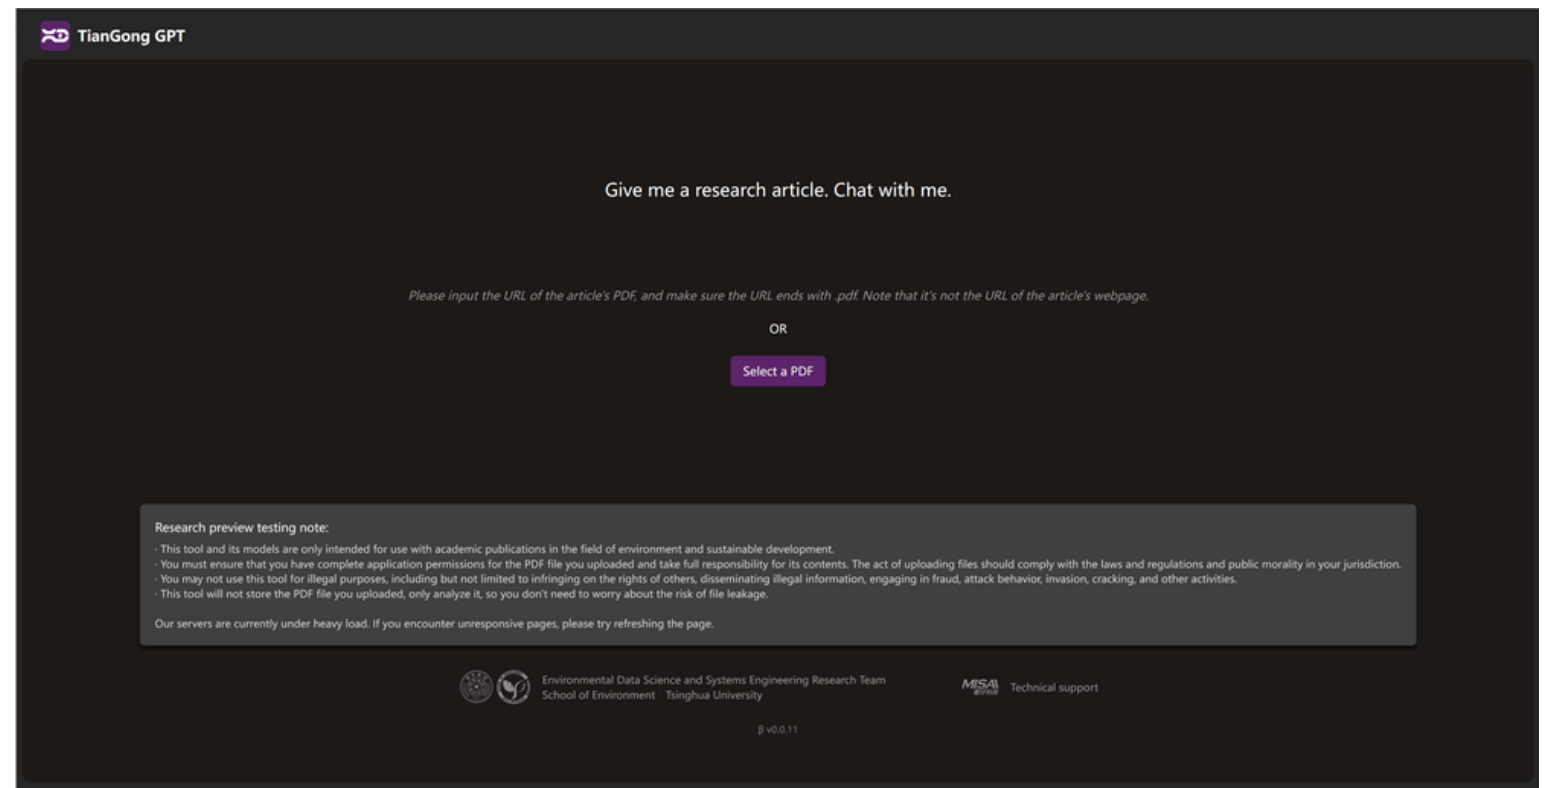 TianGong GPT
Give me a research article. Chat with me.
Please input the URL of the article's PDF, and make sure the URL ends with .pdf. Note that it's not the URL of the article's webpage.
OR
Select a PDF
Research preview testing note:
· This tool and its models are only intended for use with academic publications in the field of environment and sustainable development.
· You must ensure that you have complete application permissions for the PDF file you uploaded and take full responsibility for its contents. The act of uploading files should comply with the laws and regulations and public morality in your jurisdiction.
· You may not use this tool for illegal purposes, including but not limited to infringing on the rights of others, disseminating illegal information, engaging in fraud, attack behavior, invasion, cracking, and other activities.
· This tool will not store the PDF file you uploaded, only analyze it, so you don't need to worry about the risk of file leakage.
Our servers are currently under heavy load. If you encounter unresponsive pages, please try refreshing the page.
Environmental Data Science and Systems Engineering Research Team
School of Environment Tsinghua University
MISAI Technical support
β v0.0.11